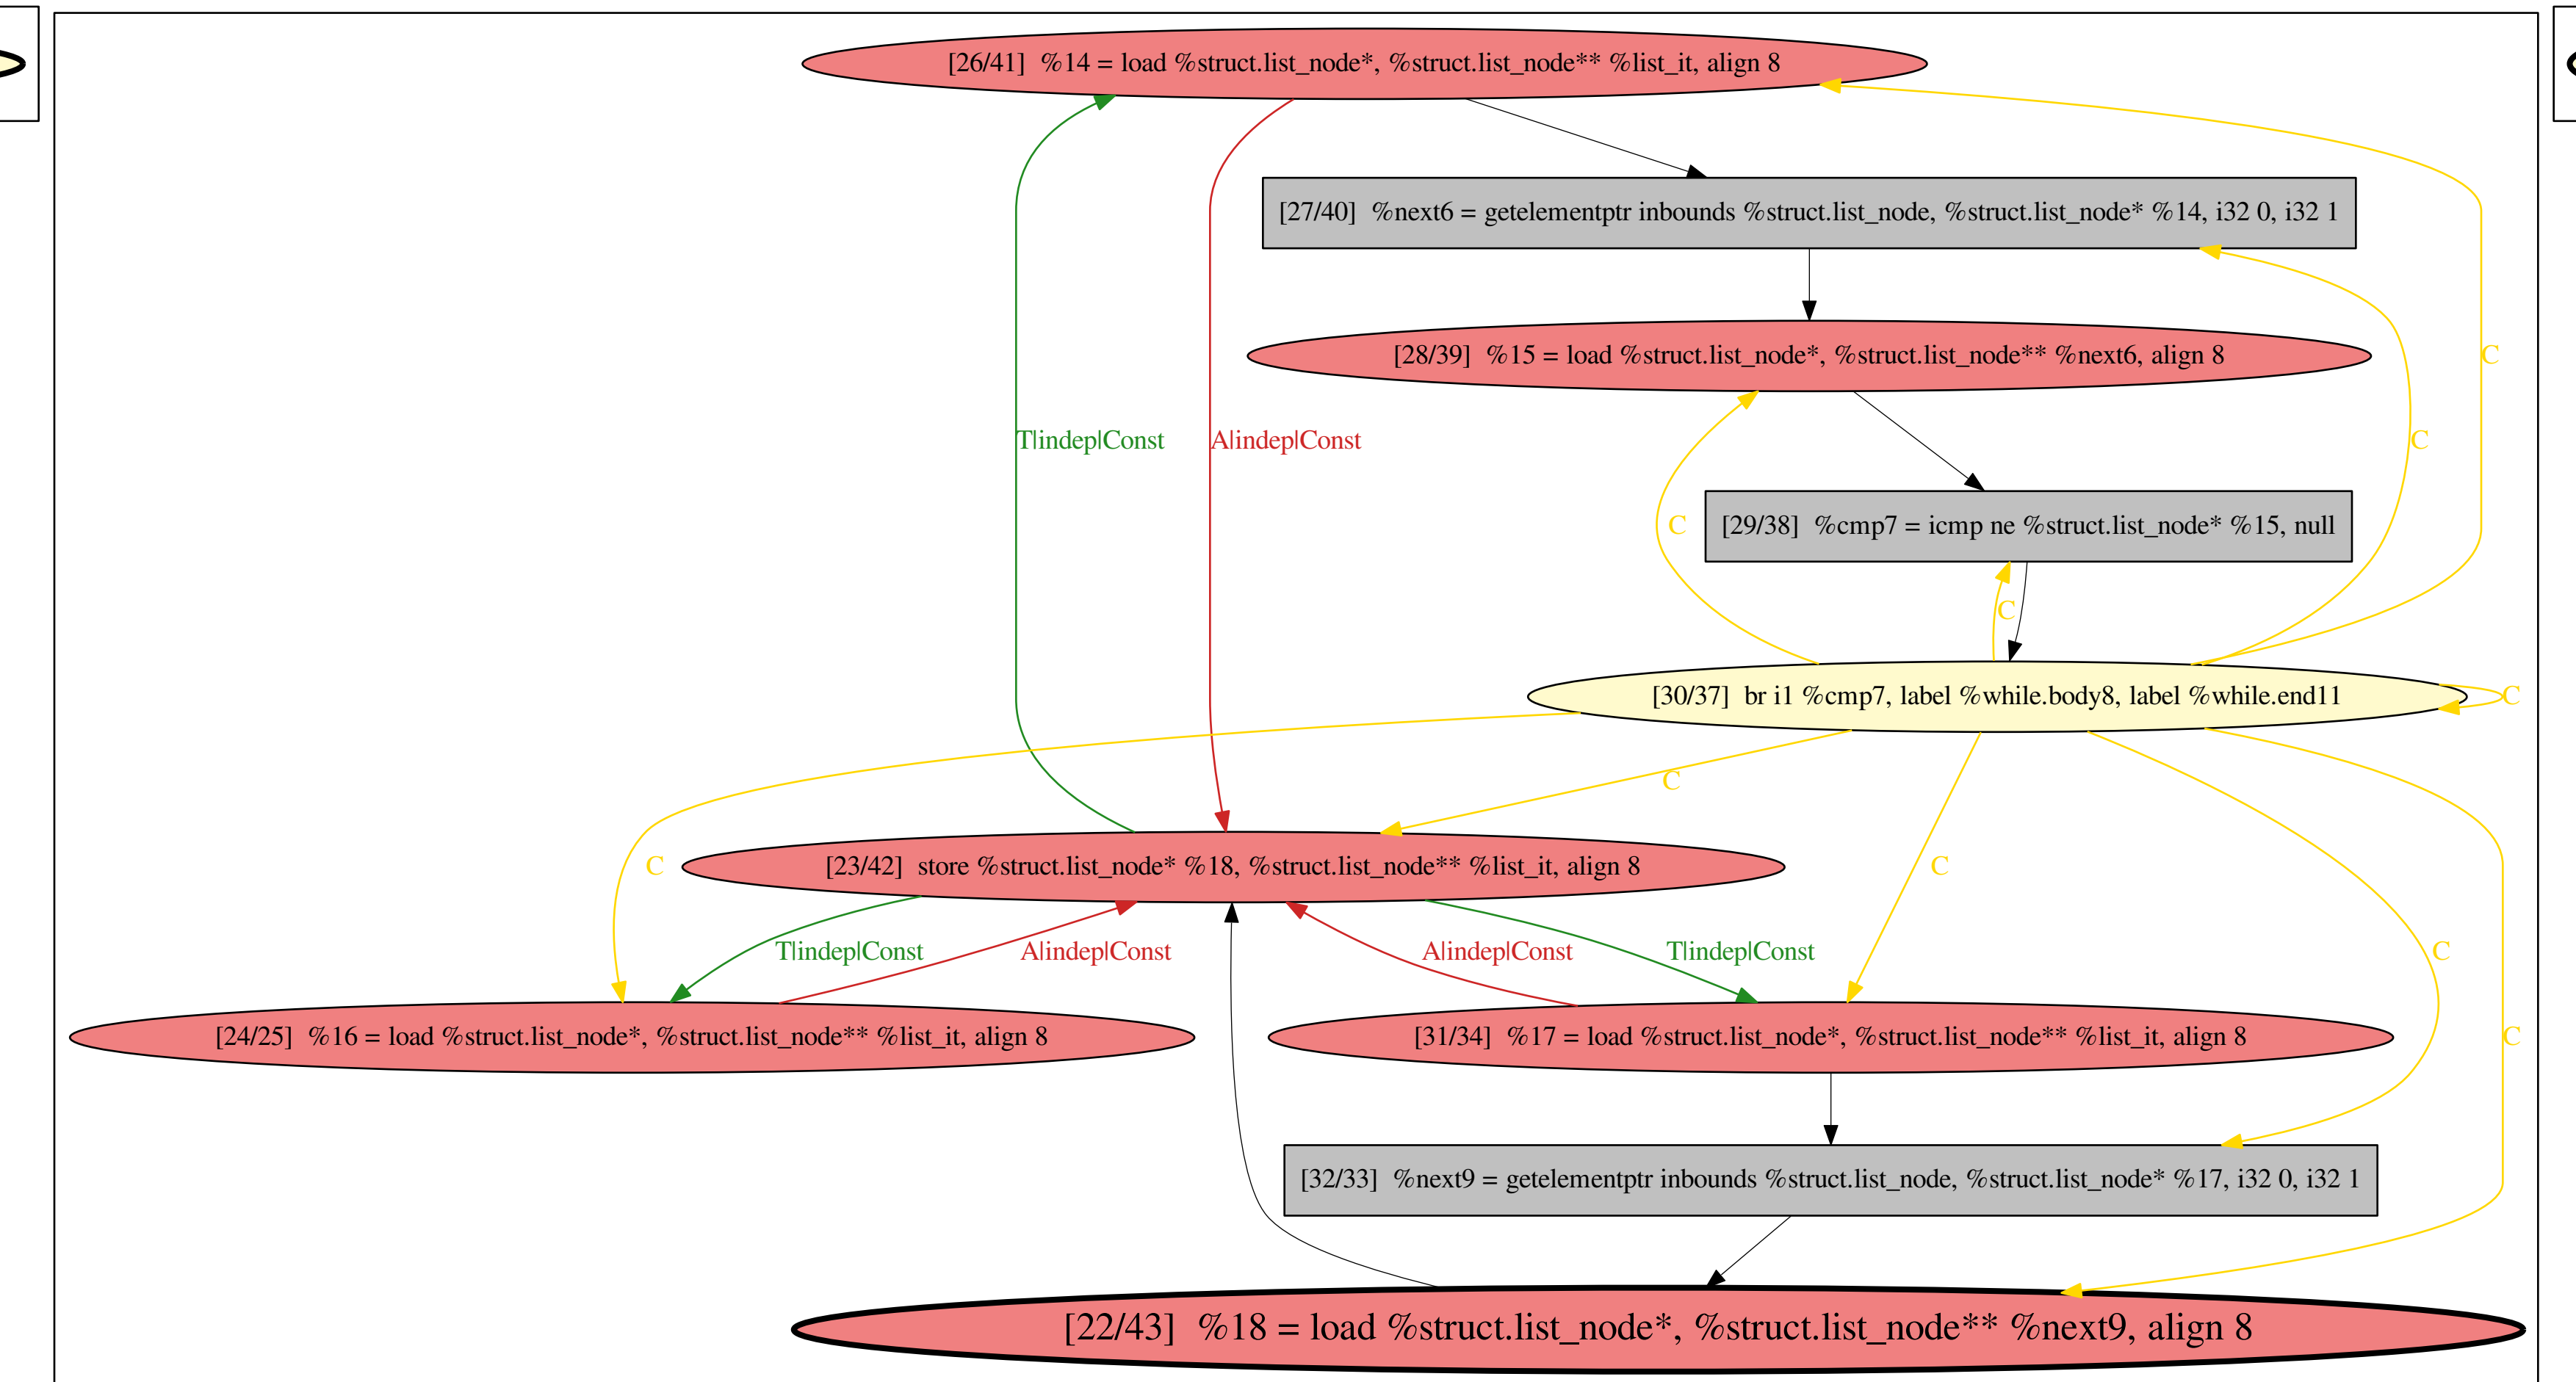 [26/41]  %14 = load %struct.list_node*, %struct.list_node** %list_it, align 8
[27/40]  %next6 = getelementptr inbounds %struct.list_node, %struct.list_node* %14, i32 0, i32 1
[28/39]  %15 = load %struct.list_node*, %struct.list_node** %next6, align 8
C
T|indep|Const
A|indep|Const
C
C
[29/38]  %cmp7 = icmp ne %struct.list_node* %15, null
C
[30/37]  br i1 %cmp7, label %while.body8, label %while.end11
C
C
C
[23/42]  store %struct.list_node* %18, %struct.list_node** %list_it, align 8
C
T|indep|Const
A|indep|Const
A|indep|Const
T|indep|Const
C
[24/25]  %16 = load %struct.list_node*, %struct.list_node** %list_it, align 8
[31/34]  %17 = load %struct.list_node*, %struct.list_node** %list_it, align 8
C
[32/33]  %next9 = getelementptr inbounds %struct.list_node, %struct.list_node* %17, i32 0, i32 1
[22/43]  %18 = load %struct.list_node*, %struct.list_node** %next9, align 8